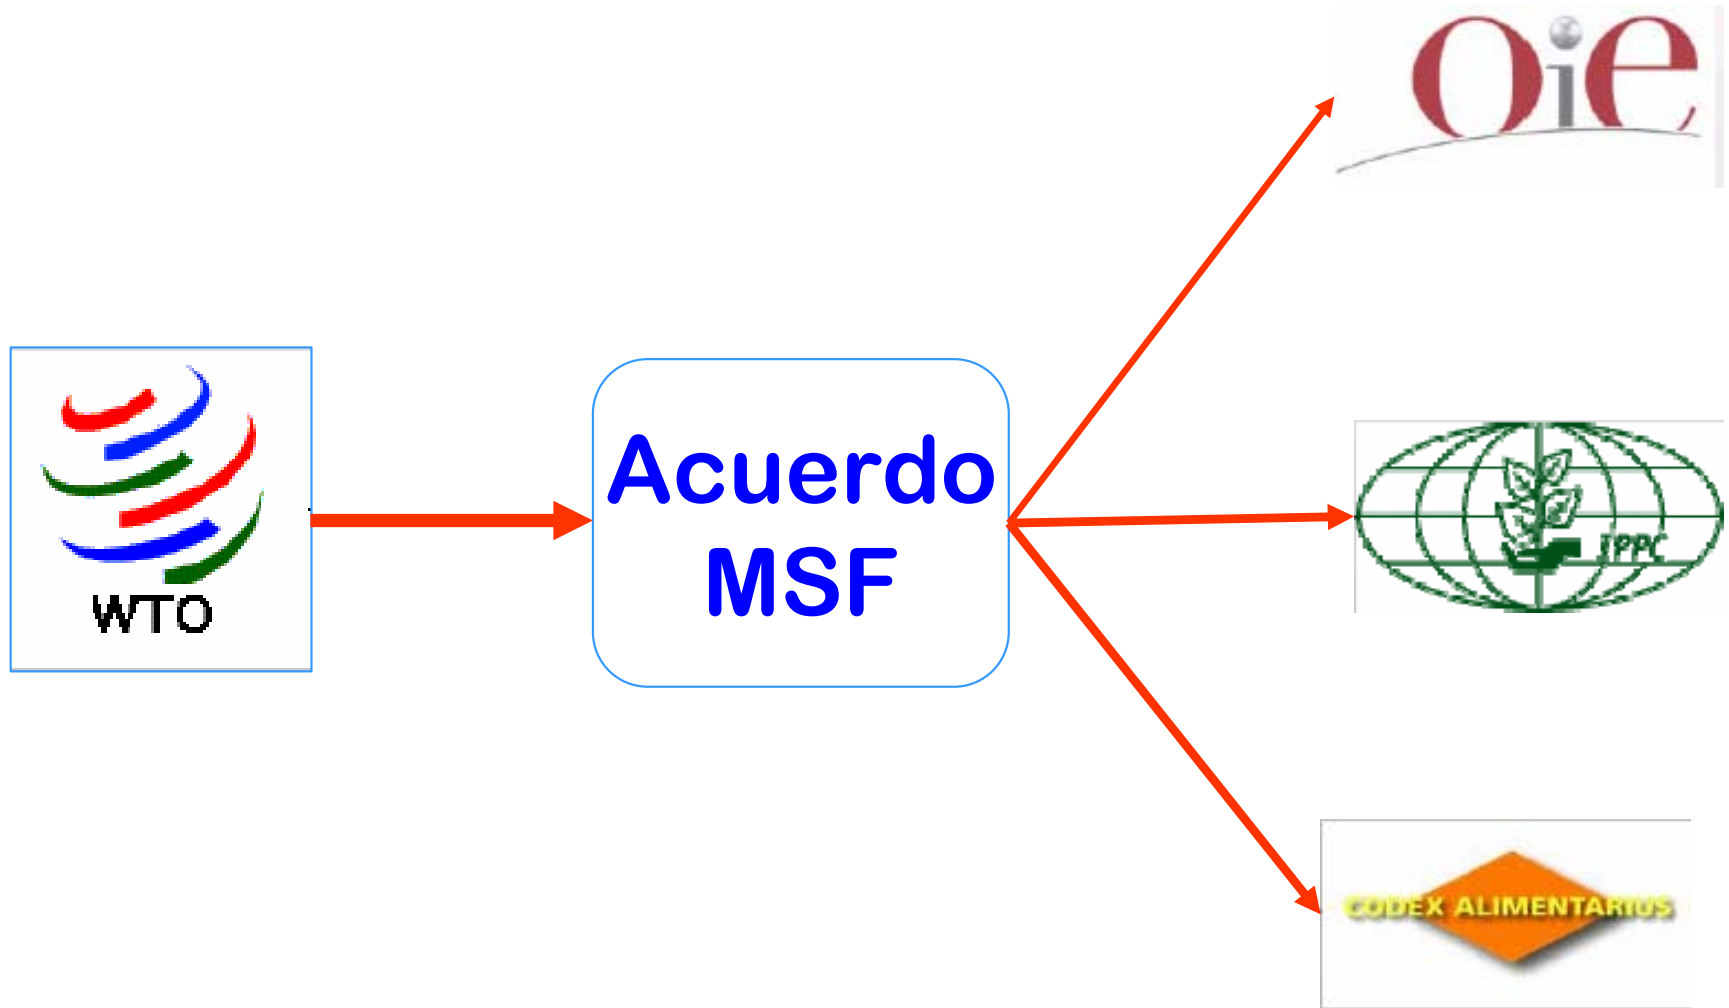 oie
WTO
Acuerdo
MSF
IPPC
CODEX ALIMENTARIUS